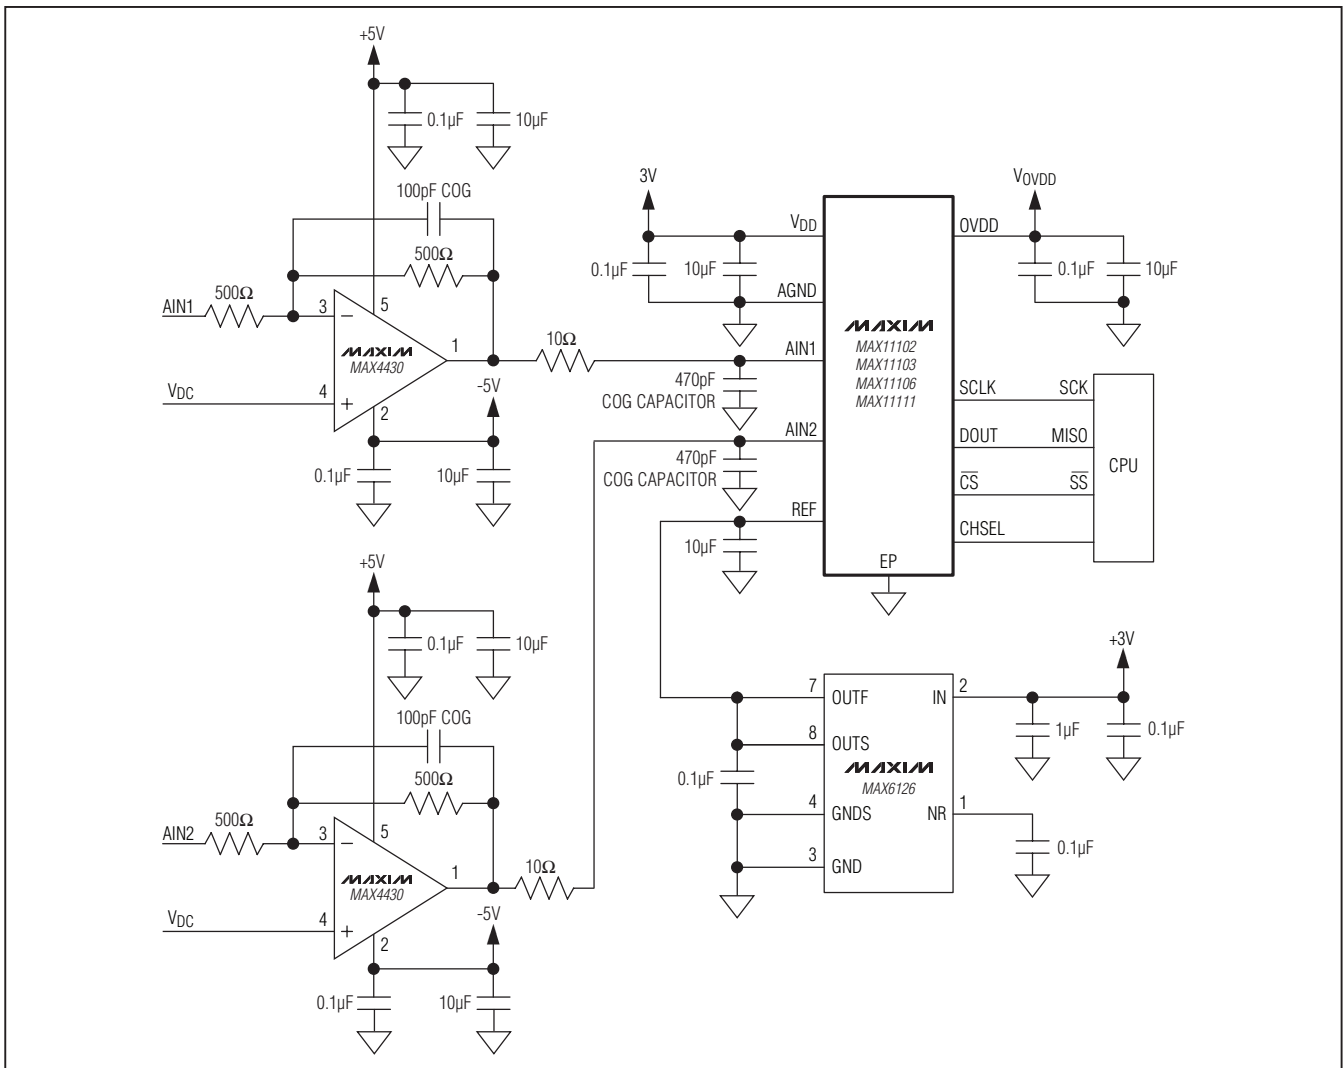 +5V
0.1µF
10µF
100pF COG
500Ω
AIN1
500Ω
3
5
−
MAXIM
MAX4430
1
VDC
4
+
2
-5V
0.1µF
10µF
10Ω
3V
0.1µF
10µF
VDD
AGND
AIN1
470pF
COG CAPACITOR
AIN2
470pF
COG CAPACITOR
REF
10µF
MAXIM
MAX11102
MAX11103
MAX11106
MAX11111
EP
VOVDD
OVDD
0.1µF
10µF
SCLK
SCK
DOUT
MISO
CS
SS
CHSEL
CPU
+5V
0.1µF
10µF
100pF COG
500Ω
AIN2
500Ω
3
5
−
MAXIM
MAX4430
1
VDC
4
+
2
-5V
0.1µF
10µF
10Ω
+3V
7
OUTF
IN
2
8
OUTS
1µF
0.1µF
0.1µF
MAXIM
MAX6126
4
GNDS
NR
1
0.1µF
3
GND